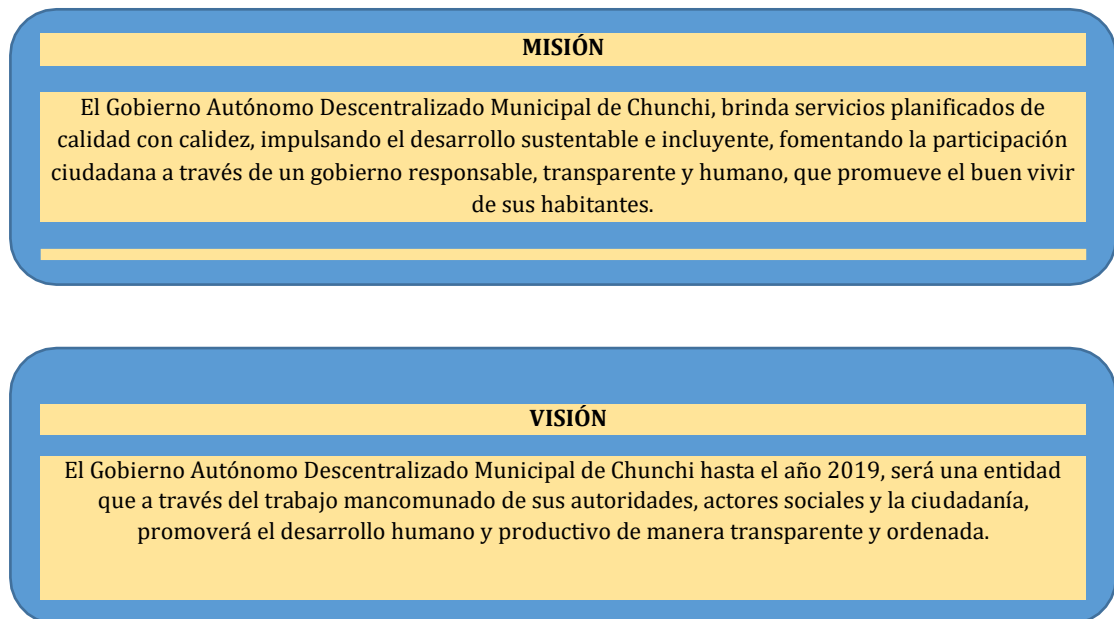 MISIÓN
El Gobierno Autónomo Descentralizado Municipal de Chunchi, brinda servicios planificados de
calidad con calidez, impulsando el desarrollo sustentable e incluyente, fomentando la participación
ciudadana a través de un gobierno responsable, transparente y humano, que promueve el buen vivir
de sus habitantes.
VISIÓN
El Gobierno Autónomo Descentralizado Municipal de Chunchi hasta el año 2019, será una entidad
que a través del trabajo mancomunado de sus autoridades, actores sociales y la ciudadanía,
promoverá el desarrollo humano y productivo de manera transparente y ordenada.